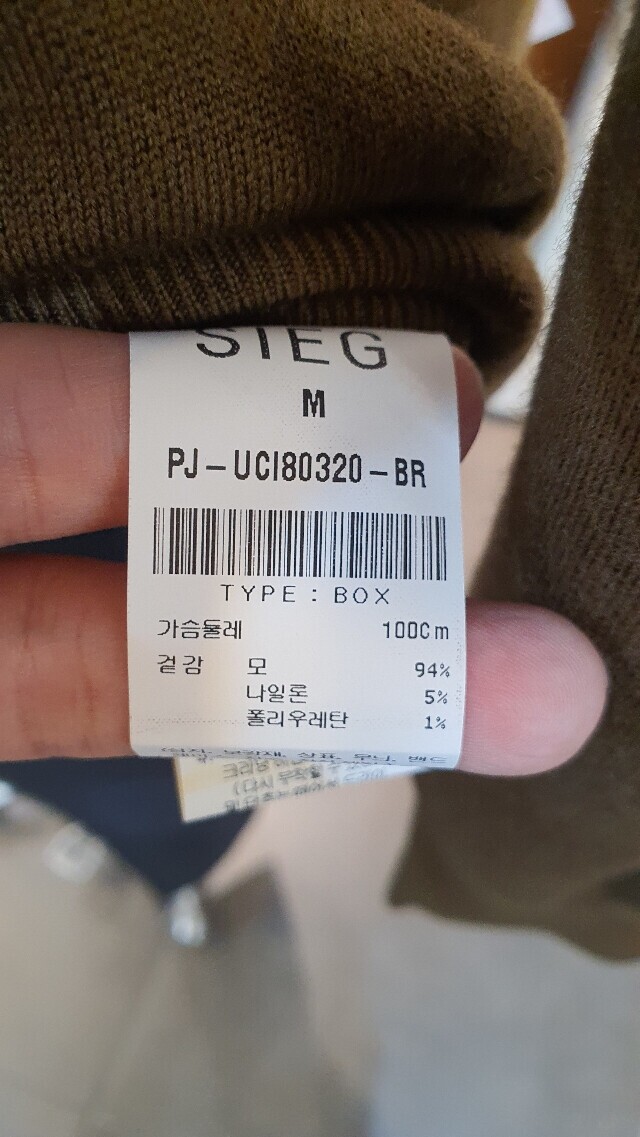 SIEG
M
PJ-UCI80320-BR
TYPE : BOX
가슴둘레 100Cm
겉감 모 94%
나일론 5%
폴리우레탄 1%